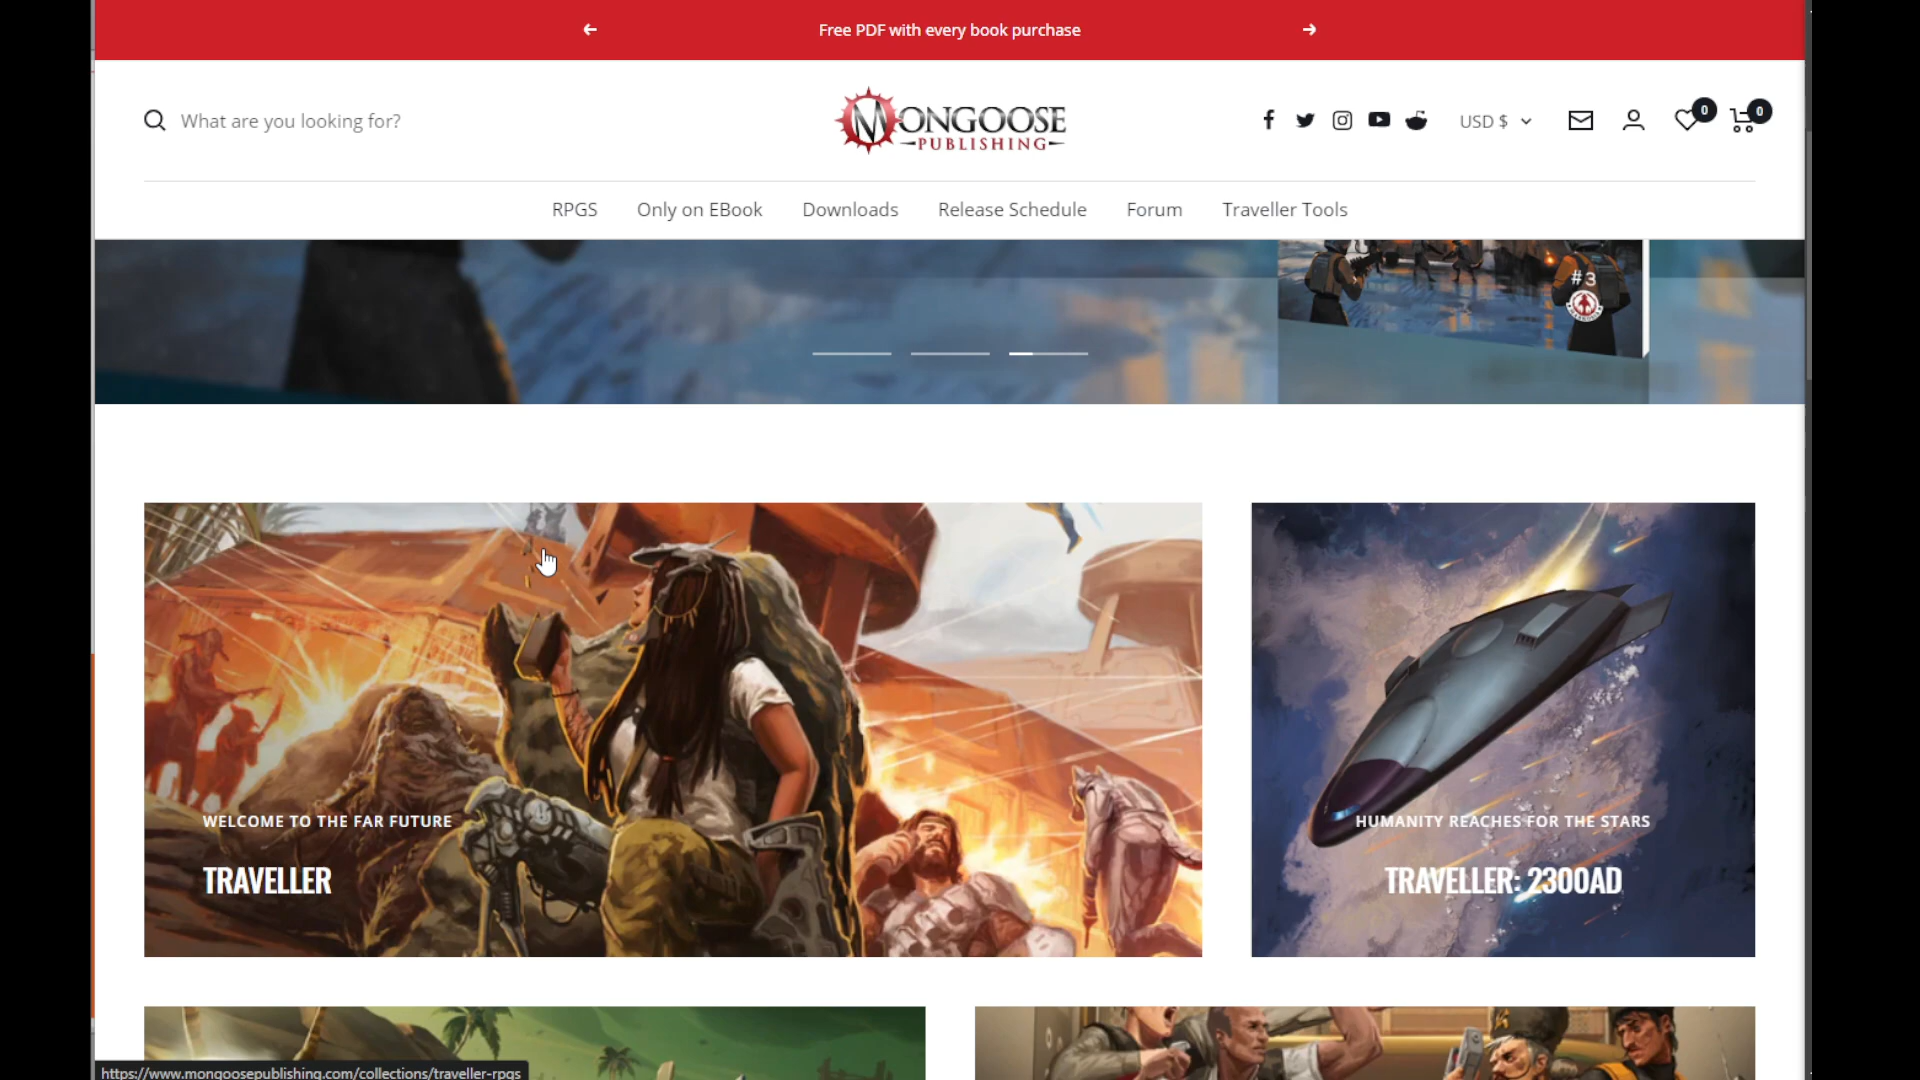 Free PDF with every book purchase
What are you looking for?
MONGOOSE
PUBLISHING
USD $
0
0
RPGS
Only on EBook
Downloads
Release Schedule
Forum
Traveller Tools
#3
WELCOME TO THE FAR FUTURE
TRAVELLER
HUMANITY REACHES FOR THE STARS
TRAVELLER: 2300AD
https://www.mongoosepublishing.com/collections/traveller-rpgs